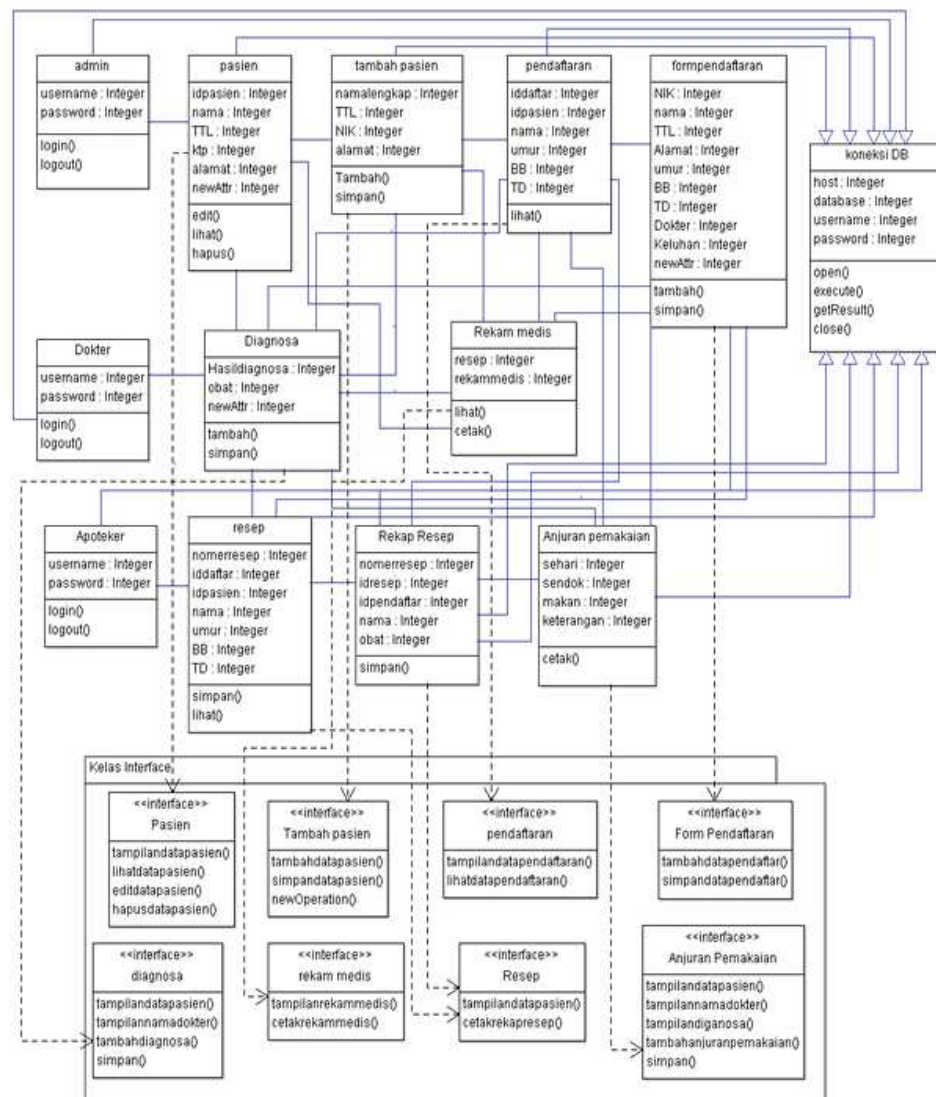 admin
username : Integer
password : Integer
login()
logout()
pasien
idpasien : Integer
nama : Integer
TTL : Integer
ktp : Integer
alamat : Integer
newAttr : Integer
edit()
lihat()
hapus()
tambah pasien
namalengkap : Integer
TTL : Integer
NIK : Integer
alamat : Integer
Tambah()
simpan()
pendaftaran
iddaftar : Integer
idpasien : Integer
nama : Integer
umur : Integer
BB : Integer
TD : Integer
lihat()
formpendaftaran
NIK : Integer
nama : Integer
TTL : Integer
Alamat : Integer
umur : Integer
BB : Integer
TD : Integer
Dokter : Integer
Keluhan : Integer
newAttr : Integer
tambah()
simpan()
koneksi DB
host : Integer
database : Integer
username : Integer
password : Integer
open()
execute()
getResult()
close()
Dokter
username : Integer
password : Integer
login()
logout()
Diagnosa
Hasildiagnosa : Integer
obat : Integer
newAttr : Integer
tambah()
simpan()
Rekam medis
resep : Integer
rekammedis : Integer
lihat()
cetak()
Apoteker
username : Integer
password : Integer
login()
logout()
resep
nomerresep : Integer
iddaftar : Integer
idpasien : Integer
nama : Integer
umur : Integer
BB : Integer
TD : Integer
simpan()
lihat()
Rekap Resep
nomerresep : Integer
idresep : Integer
idpendaftar : Integer
nama : Integer
obat : Integer
simpan()
Anjuran pemakaian
sehari : Integer
sendok : Integer
makan : Integer
keterangan : Integer
cetak()
Kelas Interface
<<interface>>
Pasien
tampilandatapasien()
lihatdatapasien()
editdatapasien()
hapusdatapasien()
<<interface>>
Tambah pasien
tambahdatapasien()
simpandatapasien()
newOperation()
<<interface>>
pendaftaran
tampilandatapendaftaran()
lihatdatapendaftaran()
<<interface>>
Form Pendaftaran
tambahdatapendaftar()
simpandatapendaftar()
<<interface>>
diagnosa
tampilandatapasien()
tampilannamadokter()
tambahdiagnosa()
simpan()
<<interface>>
rekam medis
tampilanrekammedis()
cetakrekammedis()
<<interface>>
Resep
tampilandatapasien()
cetakrekapresep()
<<interface>>
Anjuran Pemakaian
tampilandatapasien()
tampilannamadokter()
tampilandiganosa()
tambahanjuranpemakaian()
simpan()